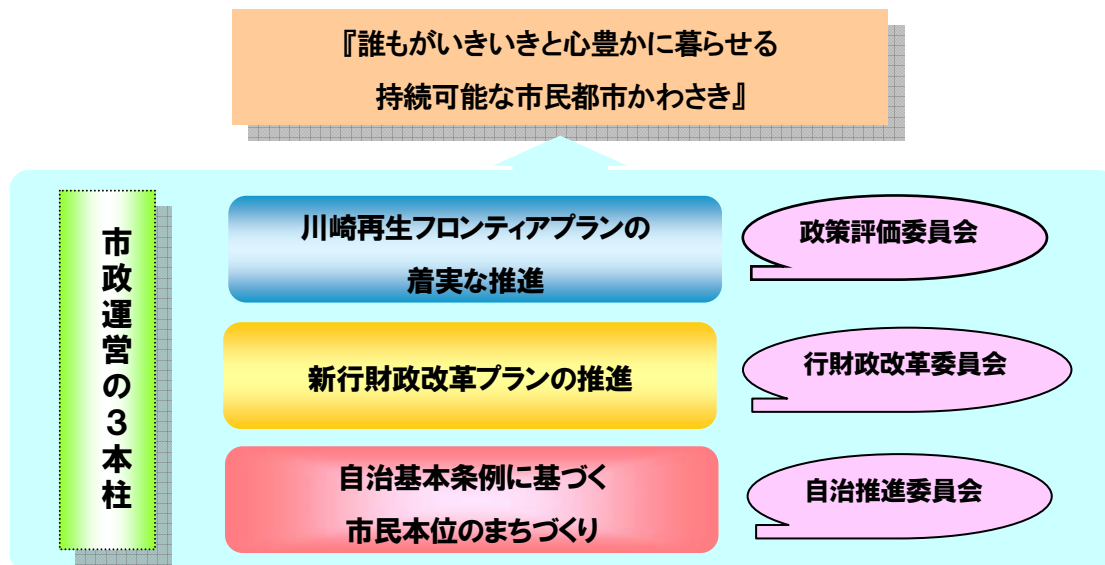 『誰もがいきいきと心豊かに暮らせる
持続可能な市民都市かわさき』
市政運営の3本柱
川崎再生フロンティアプランの
着実な推進
政策評価委員会
新行財政改革プランの推進
行財政改革委員会
自治基本条例に基づく
市民本位のまちづくり
自治推進委員会